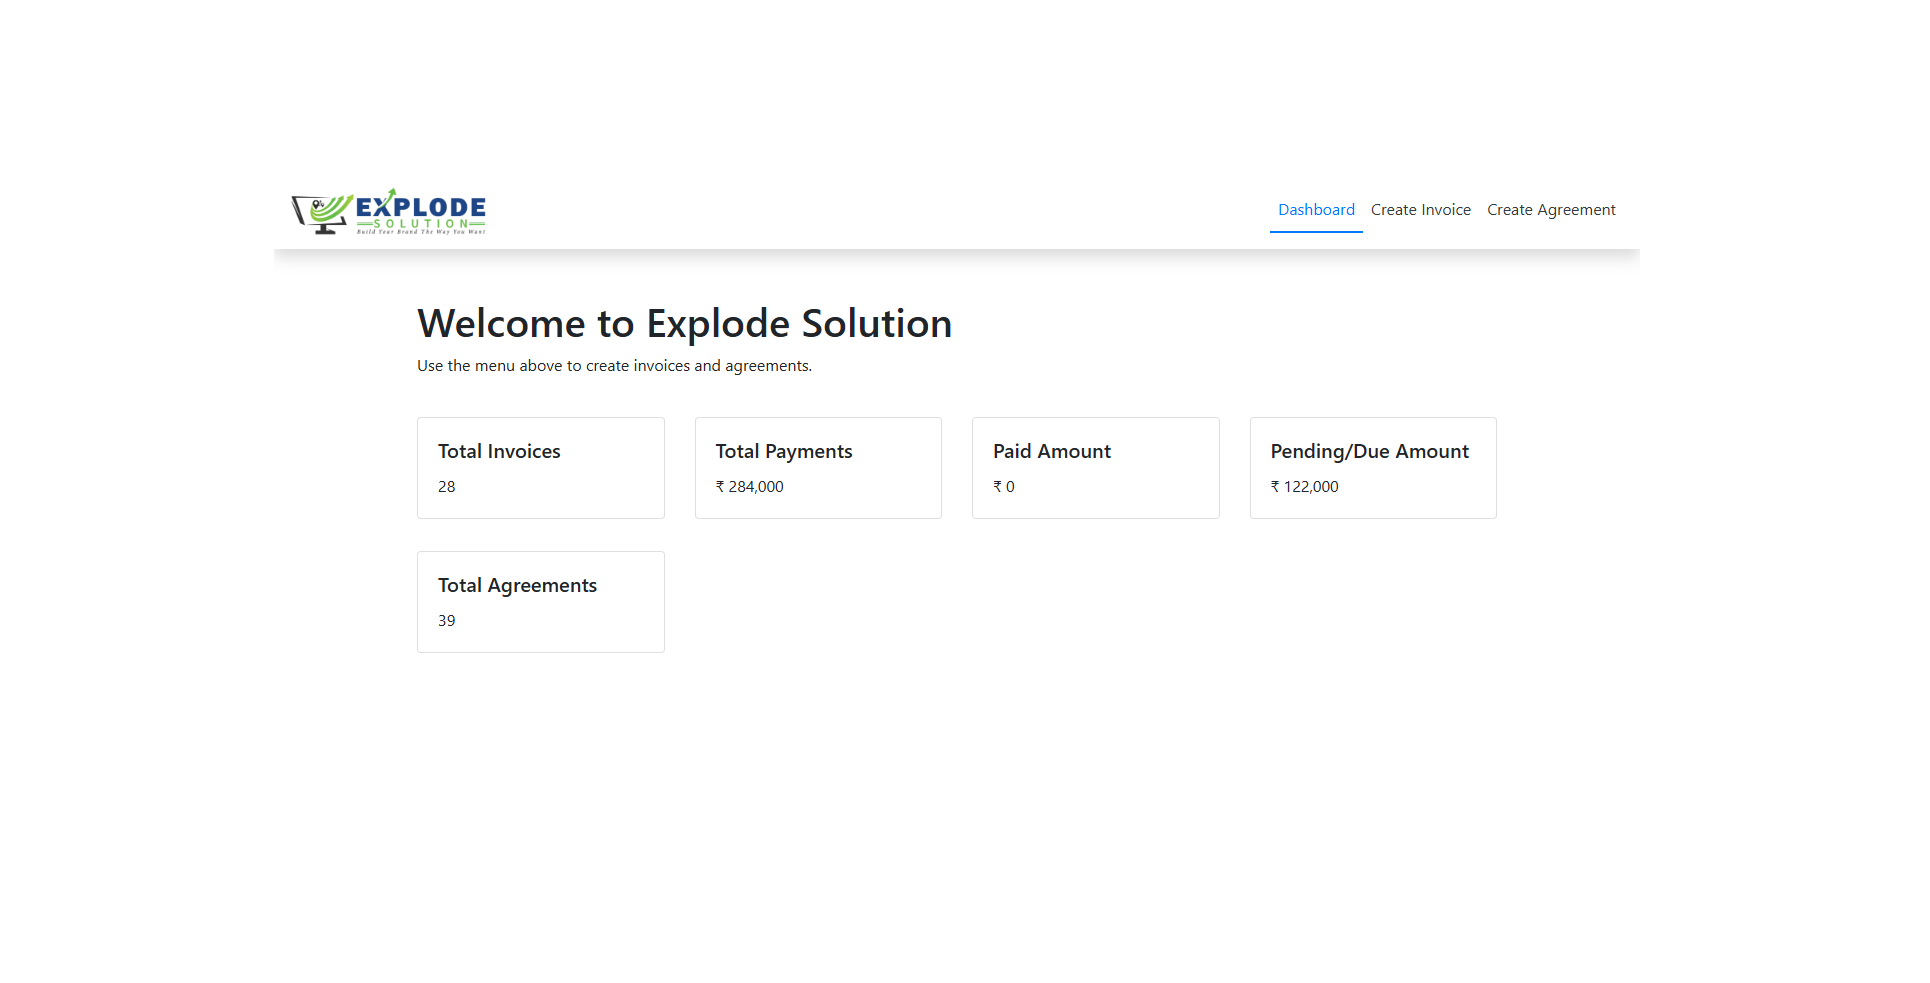 EXPLODE
SOLUTION
Build Your Brand The Way You Want
Dashboard Create Invoice Create Agreement
Welcome to Explode Solution
Use the menu above to create invoices and agreements.
Total Invoices
28
Total Payments
₹ 284,000
Paid Amount
₹ 0
Pending/Due Amount
₹ 122,000
Total Agreements
39